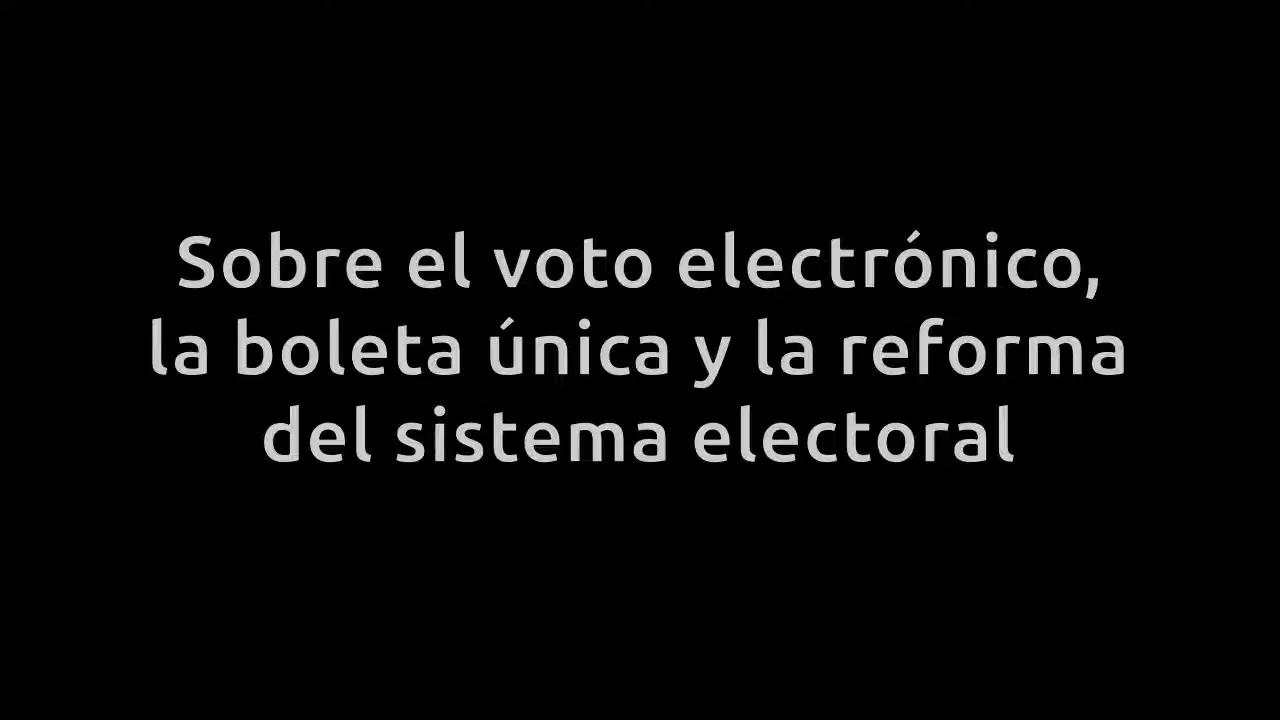 Sobre el voto electrónico,
la boleta única y la reforma
del sistema electoral